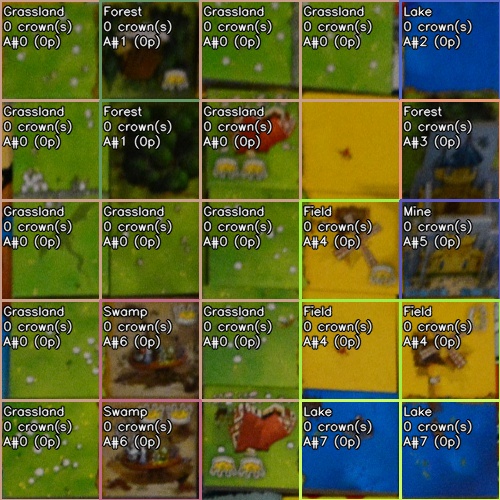 Grassland
0 crown(s)
A#0 (0p)
Forest
0 crown(s)
A#1 (0p)
Grassland
0 crown(s)
A#0 (0p)
Grassland
0 crown(s)
A#0 (0p)
Lake
0 crown(s)
A#2 (0p)
Grassland
0 crown(s)
A#0 (0p)
Forest
0 crown(s)
A#1 (0p)
Grassland
0 crown(s)
A#0 (0p)
Forest
0 crown(s)
A#3 (0p)
Grassland
0 crown(s)
A#0 (0p)
Grassland
0 crown(s)
A#0 (0p)
Grassland
0 crown(s)
A#0 (0p)
Field
0 crown(s)
A#4 (0p)
Mine
0 crown(s)
A#5 (0p)
Grassland
0 crown(s)
A#0 (0p)
Swamp
0 crown(s)
A#6 (0p)
Grassland
0 crown(s)
A#0 (0p)
Field
0 crown(s)
A#4 (0p)
Field
0 crown(s)
A#4 (0p)
Grassland
0 crown(s)
A#0 (0p)
Swamp
0 crown(s)
A#6 (0p)
Lake
0 crown(s)
A#7 (0p)
Lake
0 crown(s)
A#7 (0p)